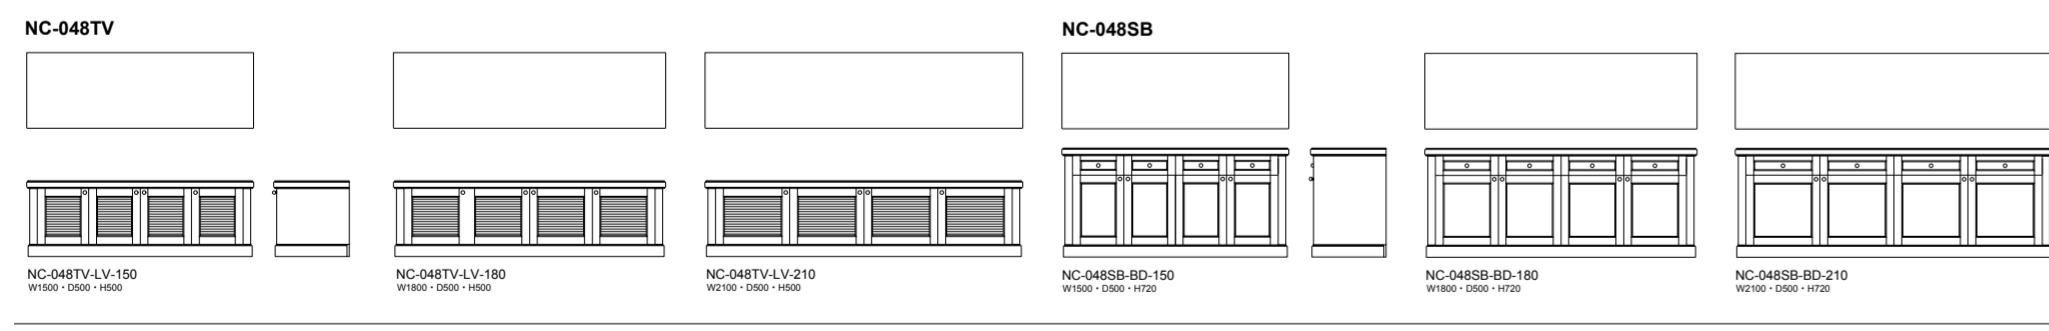 NC-048TV
NC-048TV-LV-150
W1500・D500・H500
NC-048TV-LV-180
W1800・D500・H500
NC-048TV-LV-210
W2100・D500・H500
NC-048SB
NC-048SB-BD-150
W1500・D500・H720
NC-048SB-BD-180
W1800・D500・H720
NC-048SB-BD-210
W2100・D500・H720